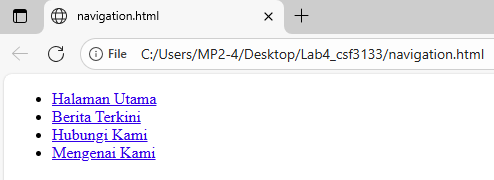 navigation.html
File C:/Users/MP2-4/Desktop/Lab4_csf3133/navigation.html
Halaman Utama
Berita Terkini
Hubungi Kami
Mengenai Kami